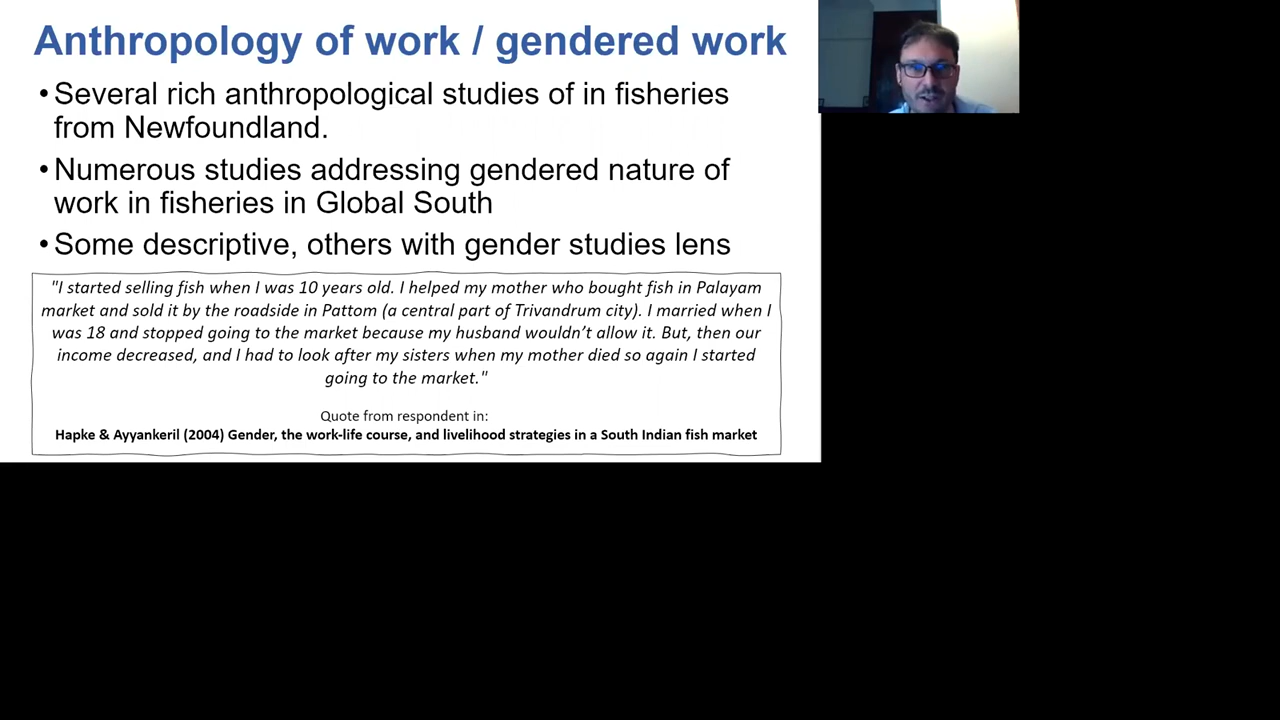 Anthropology of work / gendered work
•Several rich anthropological studies of in fisheries
from Newfoundland.
•Numerous studies addressing gendered nature of
work in fisheries in Global South
•Some descriptive, others with gender studies lens
"I started selling fish when I was 10 years old. I helped my mother who bought fish in Palayam
market and sold it by the roadside in Pattom (a central part of Trivandrum city). I married when I
was 18 and stopped going to the market because my husband wouldn’t allow it. But, then our
income decreased, and I had to look after my sisters when my mother died so again I started
going to the market."
Quote from respondent in:
Hapke & Ayyankeril (2004) Gender, the work-life course, and livelihood strategies in a South Indian fish market